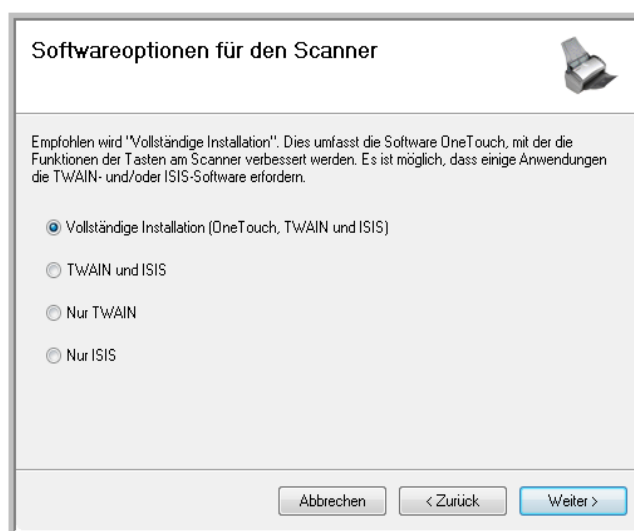 Softwareoptionen für den Scanner
Empfohlen wird "Vollständige Installation". Dies umfasst die Software OneTouch, mit der die
Funktionen der Tasten am Scanner verbessert werden. Es ist möglich, dass einige Anwendungen
die TWAIN- und/oder ISIS-Software erfordern.
Vollständige Installation (OneTouch, TWAIN und ISIS)
TWAIN und ISIS
Nur TWAIN
Nur ISIS
Abbrechen < Zurück Weiter >